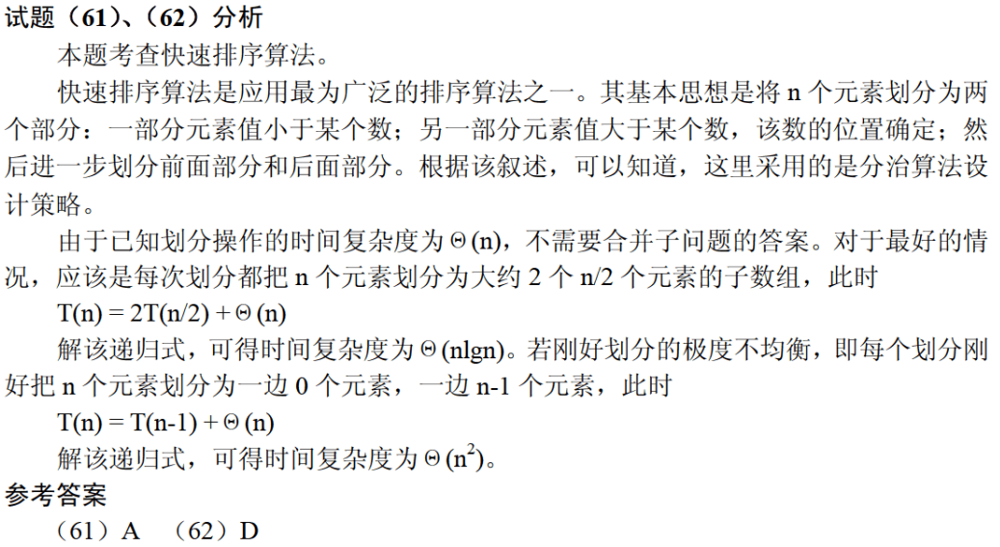 试题（61）、（62）分析
本题考查快速排序算法。
快速排序算法是应用最为广泛的排序算法之一。其基本思想是将 n 个元素划分为两
个部分：一部分元素值小于某个数；另一部分元素值大于某个数，该数的位置确定；然
后进一步划分前面部分和后面部分。根据该叙述，可以知道，这里采用的是分治算法设
计策略。
由于已知划分操作的时间复杂度为Θ(n)，不需要合并子问题的答案。对于最好的情
况，应该是每次划分都把 n 个元素划分为大约 2 个 n/2 个元素的子数组，此时
T(n) = 2T(n/2) + Θ(n)
解该递归式，可得时间复杂度为Θ(nlgn)。若刚好划分的极度不均衡，即每个划分刚
好把 n 个元素划分为一边 0 个元素，一边 n-1 个元素，此时
T(n) = T(n-1) + Θ(n)
解该递归式，可得时间复杂度为Θ(n²)。
参考答案
（61）A （62）D